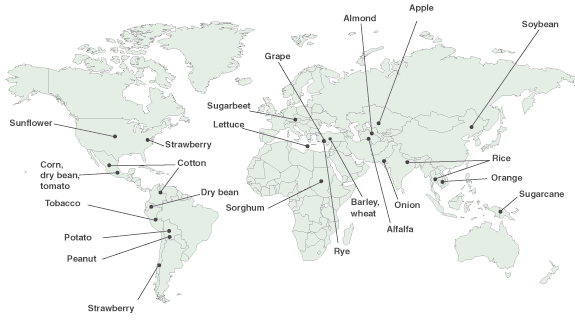 Apple
Almond
Soybean
Grape
Sugarbeet
Lettuce
Sunflower
Strawberry
Cotton
Corn,
dry bean,
tomato
Rice
Orange
Dry bean
Sugarcane
Tobacco
Sorghum
Barley,
wheat
Onion
Alfalfa
Potato
Rye
Peanut
Strawberry